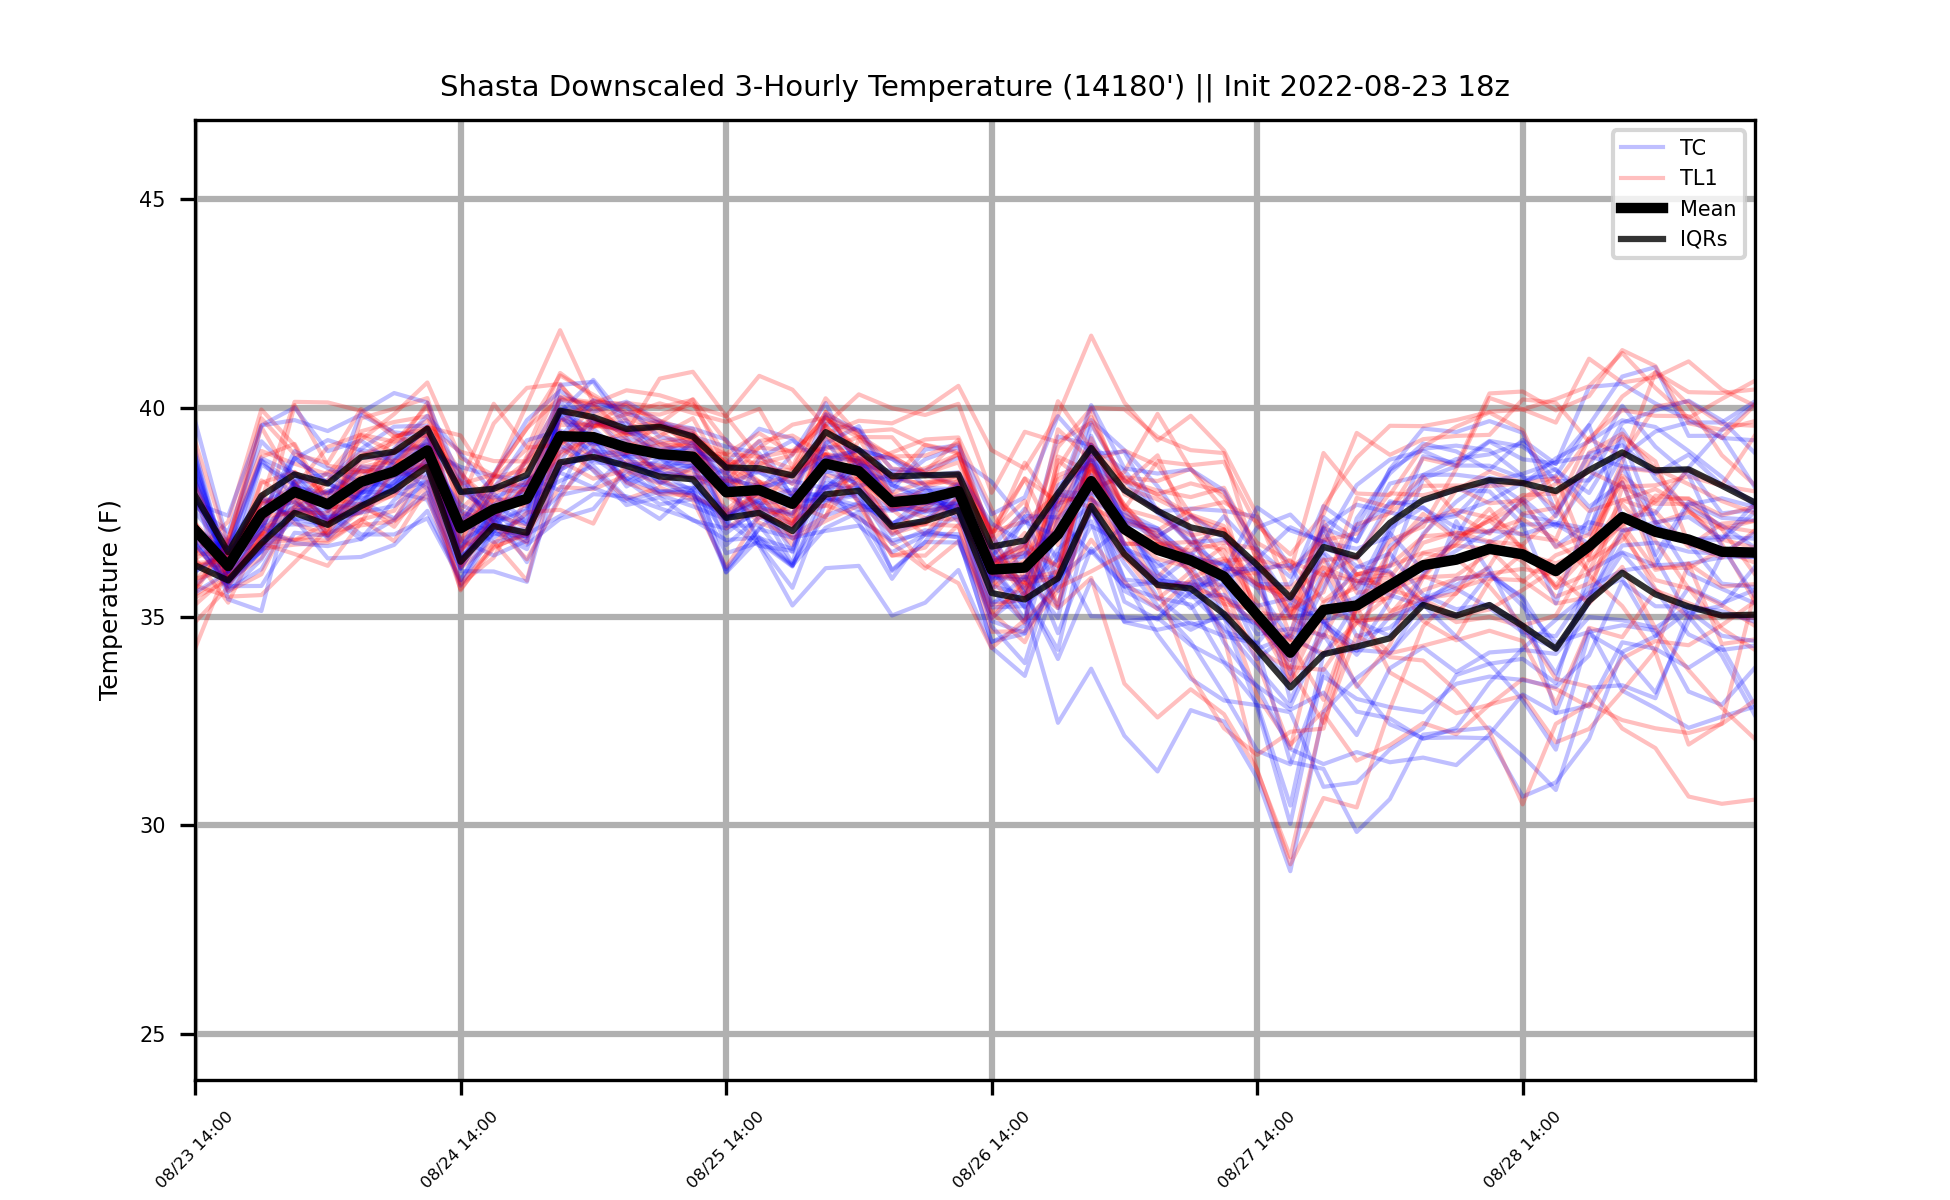 Shasta Downscaled 3-Hourly Temperature (14180') || Init 2022-08-23 18z
TC
TL1
Mean
IQRs
Temperature (F)
45
40
35
30
25
08/23 14:00
08/24 14:00
08/25 14:00
08/26 14:00
08/27 14:00
08/28 14:00